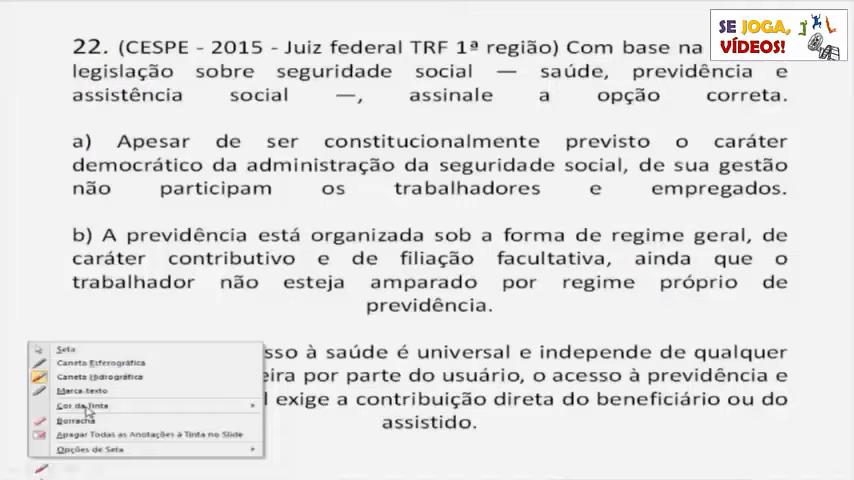 SE JOGA,
VÍDEOS!
22. (CESPE - 2015 - Juiz federal TRF 1ª região) Com base na
legislação sobre seguridade social — saúde, previdência e
assistência social —, assinale a opção correta.
a) Apesar de ser constitucionalmente previsto o caráter
democrático da administração da seguridade social, de sua gestão
não participam os trabalhadores e empregados.
b) A previdência está organizada sob a forma de regime geral, de
caráter contributivo e de filiação facultativa, ainda que o
trabalhador não esteja amparado por regime próprio de
previdência.
sso à saúde é universal e independe de qualquer
eira por parte do usuário, o acesso à previdência e
l exige a contribuição direta do beneficiário ou do
assistido.
Seta
Caneta Esferográfica
Caneta Hidrográfica
Marca-texto
Cor da Tinta
Borracha
Apagar Todas as Anotações à Tinta no Slide
Opções de Seta